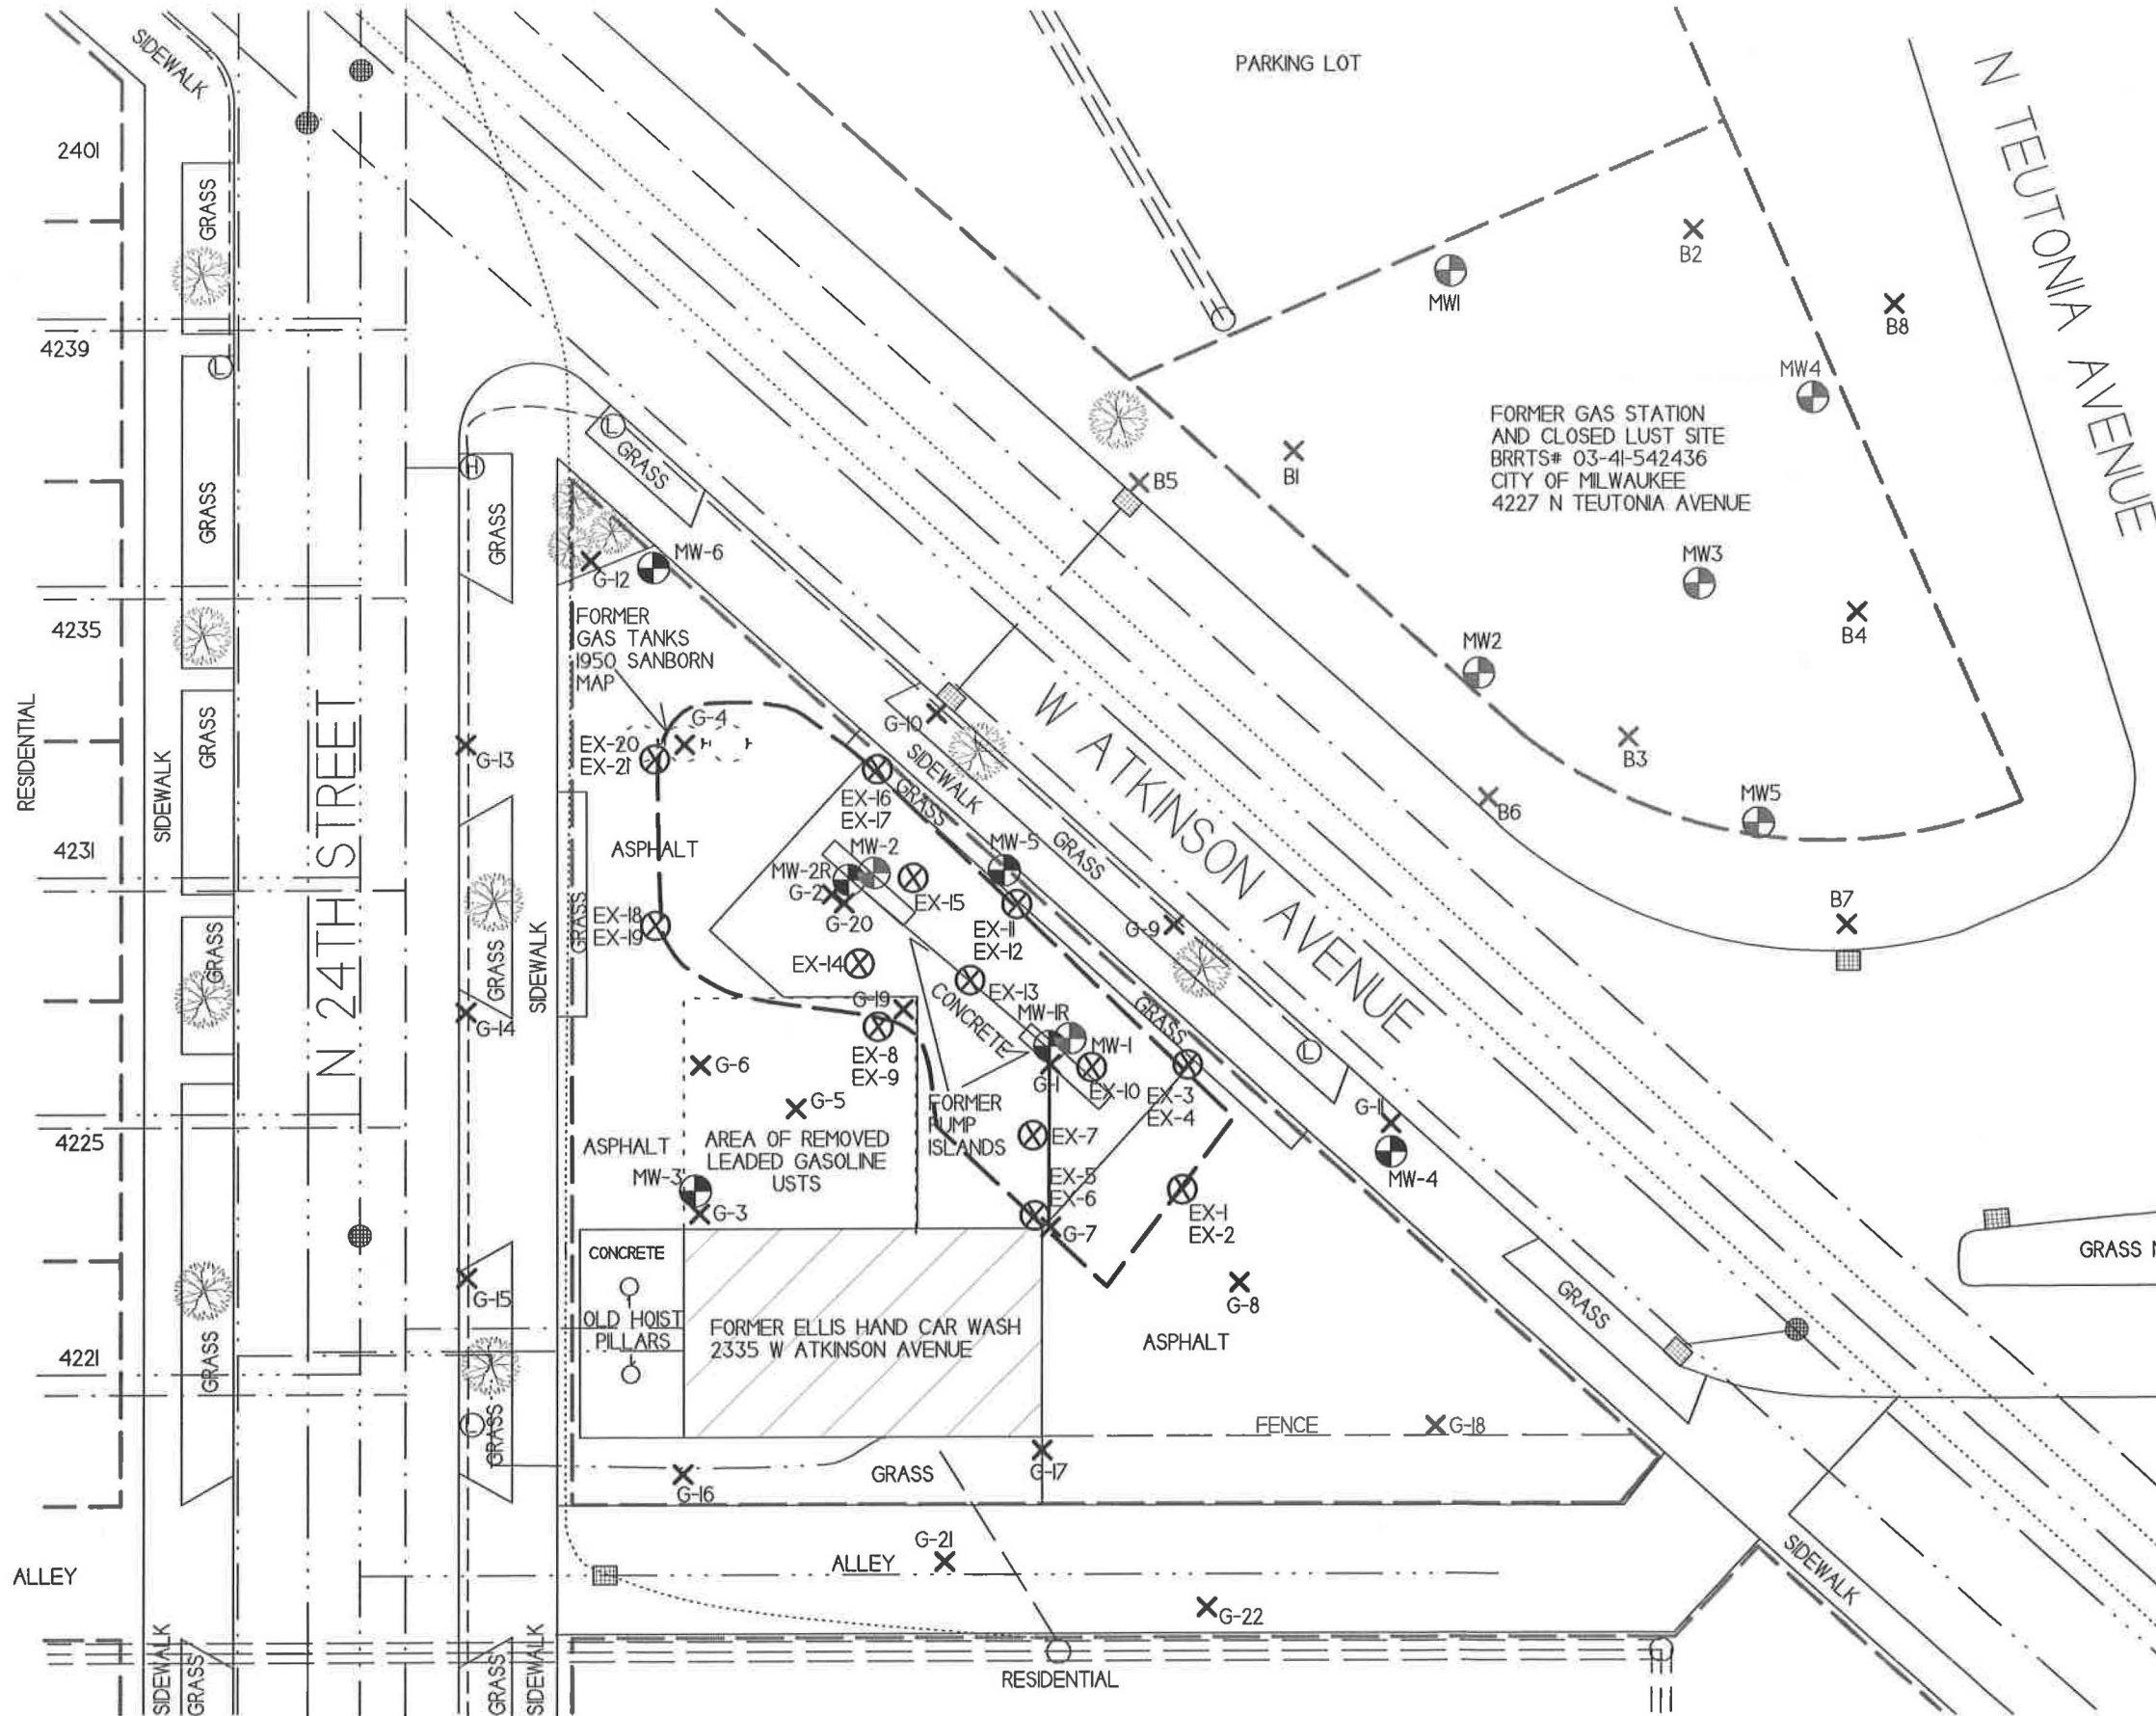 SIDEWALK
PARKING LOT
N TEUTONIA AVENUE
2401
GRASS
B2
MW1
B8
4239
MW4
FORMER GAS STATION
AND CLOSED LUST SITE
BRRTS# 03-41-542436
CITY OF MILWAUKEE
4227 N TEUTONIA AVENUE
L
L
GRASS
H
B1
B5
GRASS
GRASS
MW-6
MW3
G-12
FORMER
GAS TANKS
1950 SANBORN
MAP
4235
B4
MW2
RESIDENTIAL
SIDEWALK
GRASS
N 24TH STREET
G-13
G-4
G-10
W ATKINSON AVENUE
EX-20
EX-21
SIDEWALK
B3
EX-16
EX-17
GRASS
B6
MW5
4231
ASPHALT
MW-2
MW-2R
G-2
G-20
EX-15
MW-5
GRASS
GRASS
EX-18
EX-19
EX-11
EX-12
G-9
B7
GRASS
GRASS
SIDEWALK
EX-14
EX-13
G-14
G-19
CONCRETE
MW-1R
GRASS
MW-1
L
G-6
EX-8
EX-9
G-1
EX-10
EX-3
EX-4
G-5
FORMER
PUMP
ISLANDS
G-11
4225
ASPHALT
AREA OF REMOVED
LEADED GASOLINE
USTS
EX-7
MW-3
MW-4
G-3
EX-5
EX-6
EX-1
EX-2
G-7
GRASS
CONCRETE
G-15
G-8
GRASS
OLD HOIST
PILLARS
FORMER ELLIS HAND CAR WASH
2335 W ATKINSON AVENUE
ASPHALT
4221
GRASS
L
GRASS
FENCE
G-18
G-17
GRASS
G-16
G-21
ALLEY
ALLEY
SIDEWALK
G-22
SIDEWALK
GRASS
GRASS
SIDEWALK
RESIDENTIAL